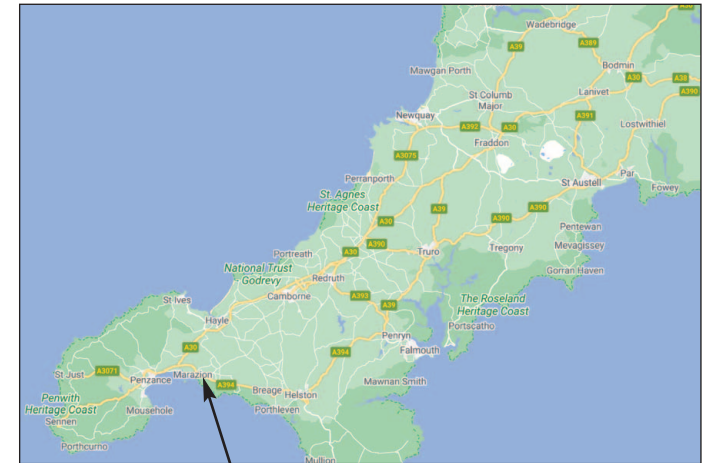 A30
Wadebridge
A39
A389
Bodmin
Mawgan Porth
A30
A38
A390
St Columb
Major
Lanivet
Newquay
A391
A392
A30
Lostwithiel
Fraddon
A3075
Perranporth
St Austell
Par
Fowey
St. Agnes
Heritage Coast
A39
A390
A390
A30
Pentewan
A390
A30
Truro
Tregony
Mevagissey
Portreath
Gorran Haven
National Trust
Godrevy
Redruth
Camborne
A393
The Roseland
Heritage Coast
St Ives
A39
Hayle
Portscatho
Penryn
A30
A394
Falmouth
St Just
A3071
Penzance
Marazion
A394
Mawnan Smith
Breage
Helston
Penwith
Heritage Coast
Mousehole
Porthleven
Sennen
Porthcurno
Mullion